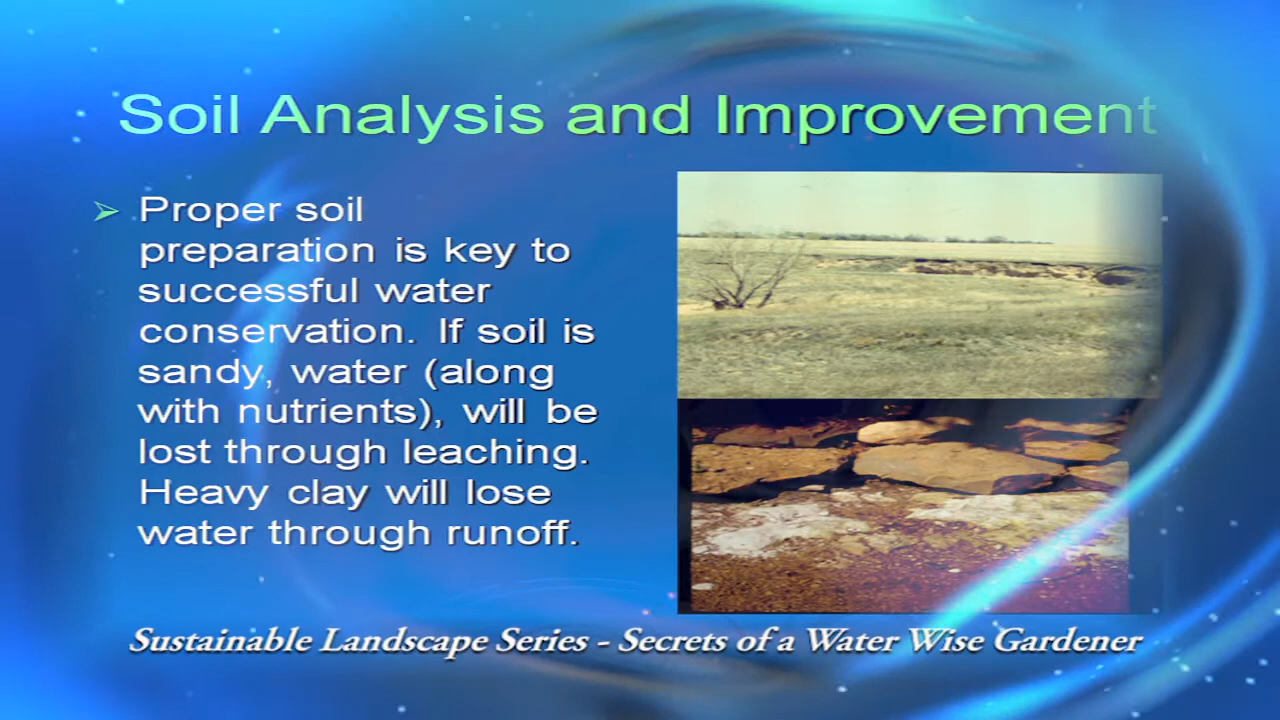 Soil Analysis and Improvement
➢ Proper soil
preparation is key to
successful water
conservation. If soil is
sandy, water (along
with nutrients), will be
lost through leaching.
Heavy clay will lose
water through runoff.
Sustainable Landscape Series - Secrets of a Water Wise Gardener